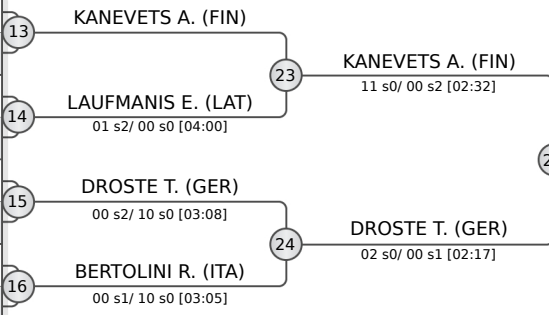 KANEVETS A. (FIN)
13
23
KANEVETS A. (FIN)
11 s0/ 00 s2 [02:32]
LAUFMANIS E. (LAT)
14
01 s2/ 00 s0 [04:00]
DROSTE T. (GER)
15
00 s2/ 10 s0 [03:08]
24
DROSTE T. (GER)
02 s0/ 00 s1 [02:17]
BERTOLINI R. (ITA)
16
00 s1/ 10 s0 [03:05]